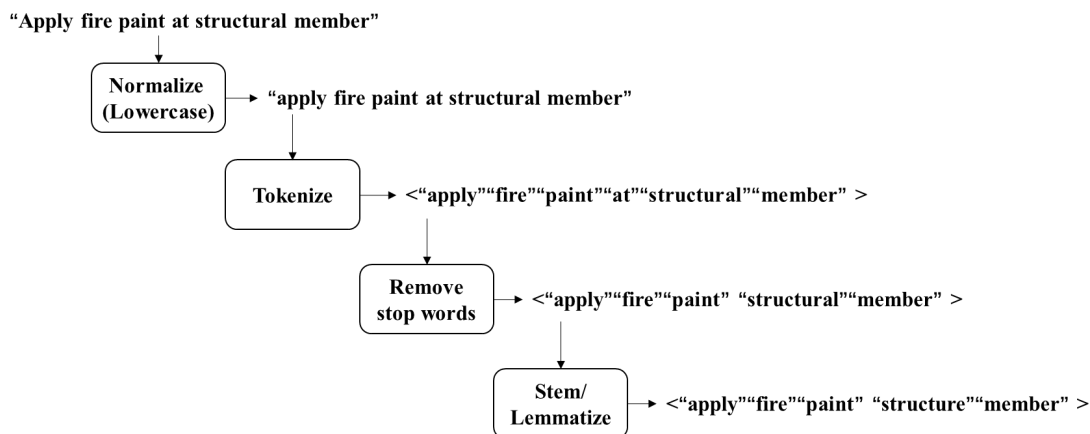 “Apply fire paint at structural member”
Normalize
(Lowercase)
“apply fire paint at structural member”
Tokenize
<“apply”“fire”“paint”“at”“structural”“member” >
Remove
stop words
<“apply”“fire”“paint” “structural”“member” >
Stem/
Lemmatize
<“apply”“fire”“paint” “structure”“member” >